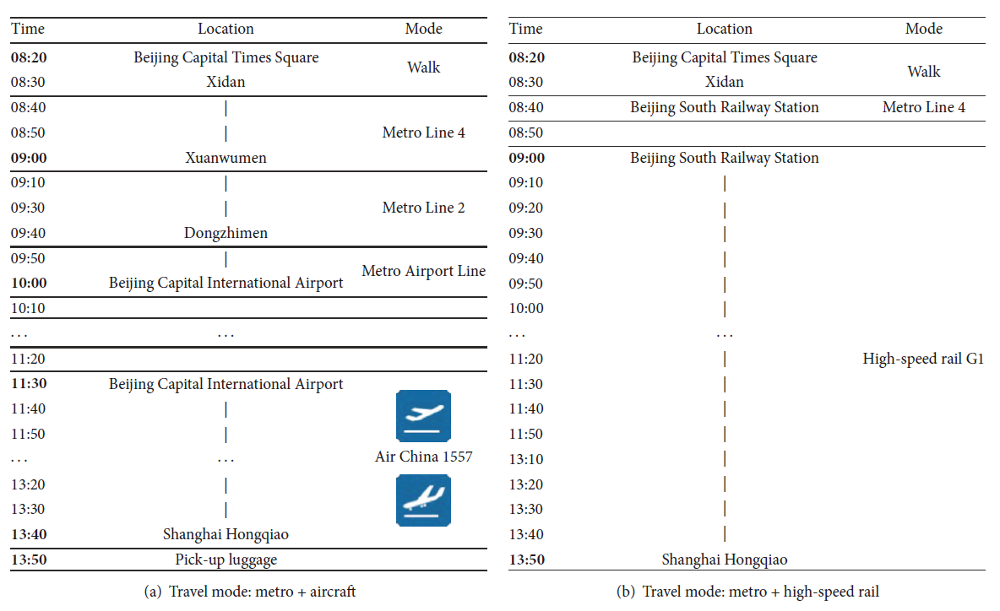 Time Location Mode
08:20 Beijing Capital Times Square
Walk
08:30 Xidan
08:40 |
08:50 | Metro Line 4
09:00 Xuanwumen
09:10 |
09:30 | Metro Line 2
09:40 Dongzhimen
09:50 |
Metro Airport Line
10:00 Beijing Capital International Airport
10:10
... ...
11:20
11:30 Beijing Capital International Airport
11:40 |
11:50 |
... ... Air China 1557
13:20 |
13:30 |
13:40 Shanghai Hongqiao
13:50 Pick-up luggage
(a) Travel mode: metro + aircraft
Time Location Mode
08:20 Beijing Capital Times Square
Walk
08:30 Xidan
08:40 Beijing South Railway Station Metro Line 4
08:50
09:00 Beijing South Railway Station
09:10 |
09:20 |
09:30 |
09:40 |
09:50 |
10:00 |
... ...
11:20 | High-speed rail G1
11:30 |
11:40 |
11:50 |
13:10 |
13:20 |
13:30 |
13:40 |
13:50 Shanghai Hongqiao
(b) Travel mode: metro + high-speed rail